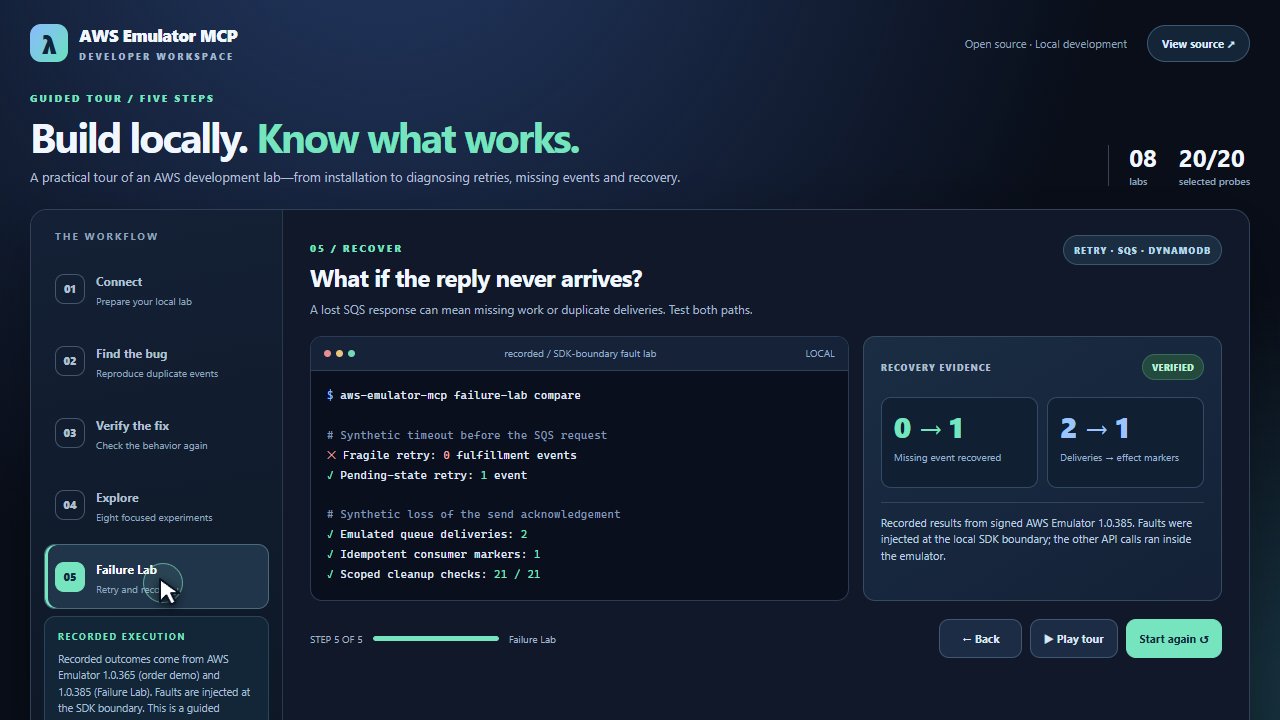 λ
AWS Emulator MCP
DEVELOPER WORKSPACE
Open source · Local development
View source ↗
GUIDED TOUR / FIVE STEPS
Build locally. Know what works.
A practical tour of an AWS development lab—from installation to diagnosing retries, missing events and recovery.
08
labs
20/20
selected probes
THE WORKFLOW
01
Connect
Prepare your local lab
02
Find the bug
Reproduce duplicate events
03
Verify the fix
Check the behavior again
04
Explore
Eight focused experiments
05
Failure Lab
Retry and
RECORDED EXECUTION
Recorded outcomes come from AWS
Emulator 1.0.365 (order demo) and
1.0.385 (Failure Lab). Faults are injected at
the SDK boundary. This is a guided
05 / RECOVER
What if the reply never arrives?
A lost SQS response can mean missing work or duplicate deliveries. Test both paths.
RETRY · SQS · DYNAMODB
recorded / SDK-boundary fault lab
LOCAL
$ aws-emulator-mcp failure-lab compare
# Synthetic timeout before the SQS request
✕ Fragile retry: 0 fulfillment events
✓ Pending-state retry: 1 event
# Synthetic loss of the send acknowledgement
✓ Emulated queue deliveries: 2
✓ Idempotent consumer markers: 1
✓ Scoped cleanup checks: 21 / 21
RECOVERY EVIDENCE
VERIFIED
0 → 1
Missing event recovered
2 → 1
Deliveries → effect markers
Recorded results from signed AWS Emulator 1.0.385. Faults were
injected at the local SDK boundary; the other API calls ran inside
the emulator.
STEP 5 OF 5
Failure Lab
← Back
▶ Play tour
Start again ↺